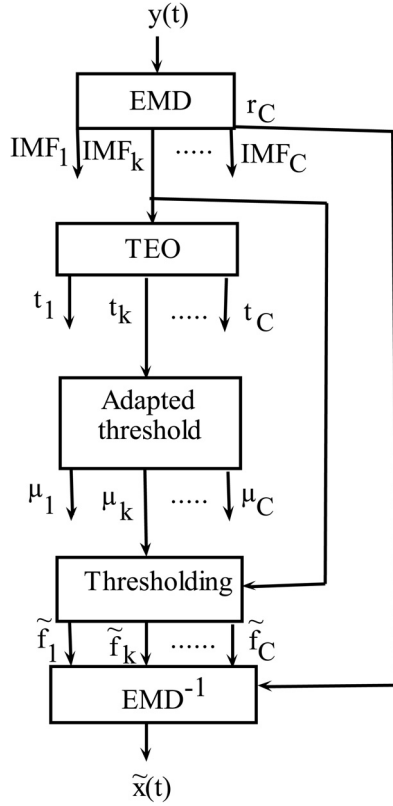 y(t)
EMD
r_C
IMF_1 IMF_k ..... IMF_C
TEO
t_1 t_k ..... t_C
Adapted
threshold
µ_1 µ_k ..... µ_C
Thresholding
f̃_1 f̃_k ...... f̃_C
EMD^-1
x̃(t)